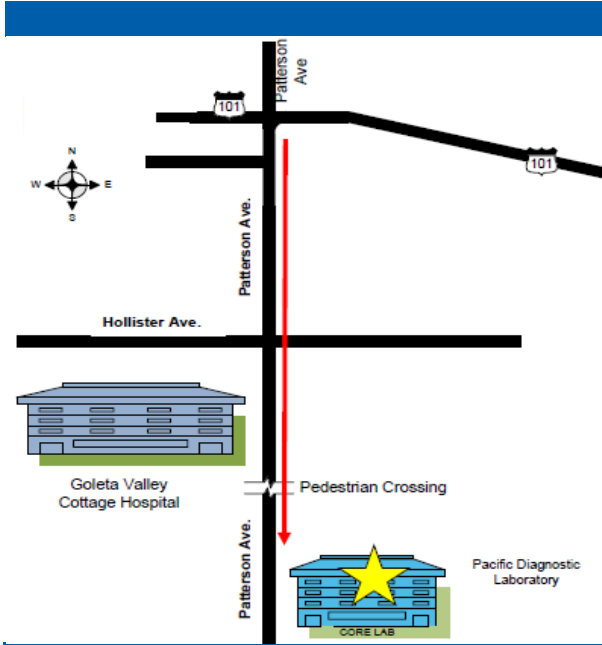 Patterson
Ave
101
101
N
W
E
S
Patterson Ave.
Hollister Ave.
Goleta Valley
Cottage Hospital
Pedestrian Crossing
Patterson Ave.
Pacific Diagnostic
Laboratory
CORE LAB